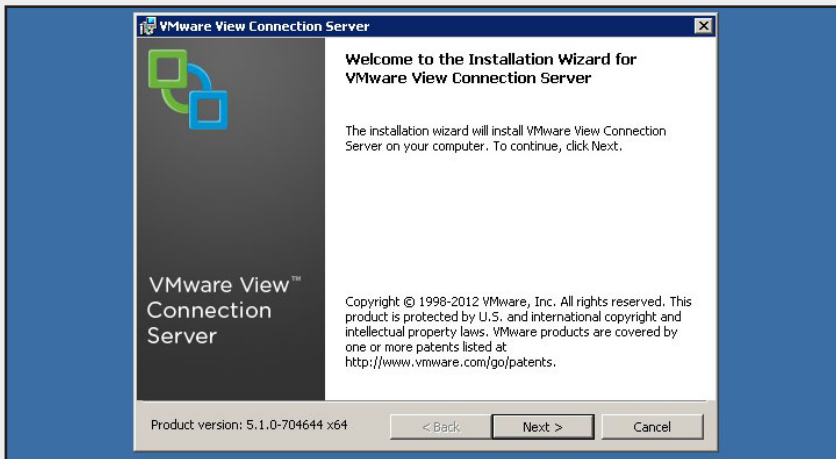 VMware View Connection Server
Welcome to the Installation Wizard for
VMware View Connection Server
The installation wizard will install VMware View Connection
Server on your computer. To continue, click Next.
VMware View™
Connection
Server
Copyright © 1998-2012 VMware, Inc. All rights reserved. This
product is protected by U.S. and international copyright and
intellectual property laws. VMware products are covered by
one or more patents listed at
http://www.vmware.com/go/patents.
Product version: 5.1.0-704644 x64
< Back
Next >
Cancel